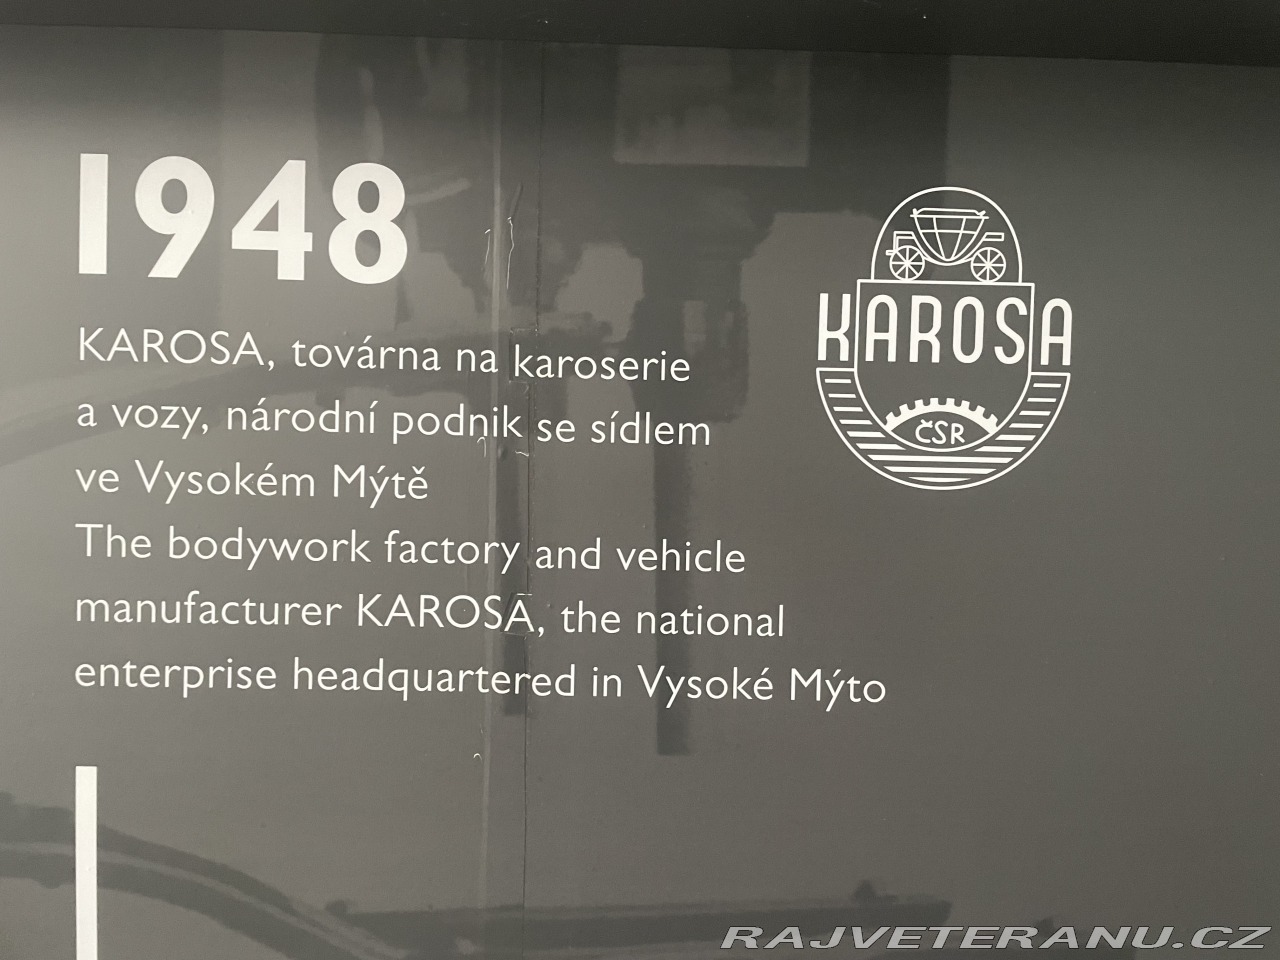 1948
KAROSA, továrna na karoserie
a vozy, národní podnik se sídlem
ve Vysokém Mýtě
The bodywork factory and vehicle
manufacturer KAROSA, the national
enterprise headquartered in Vysoké Mýto
KAROSA
ČSR
RAJVETERANU.CZ